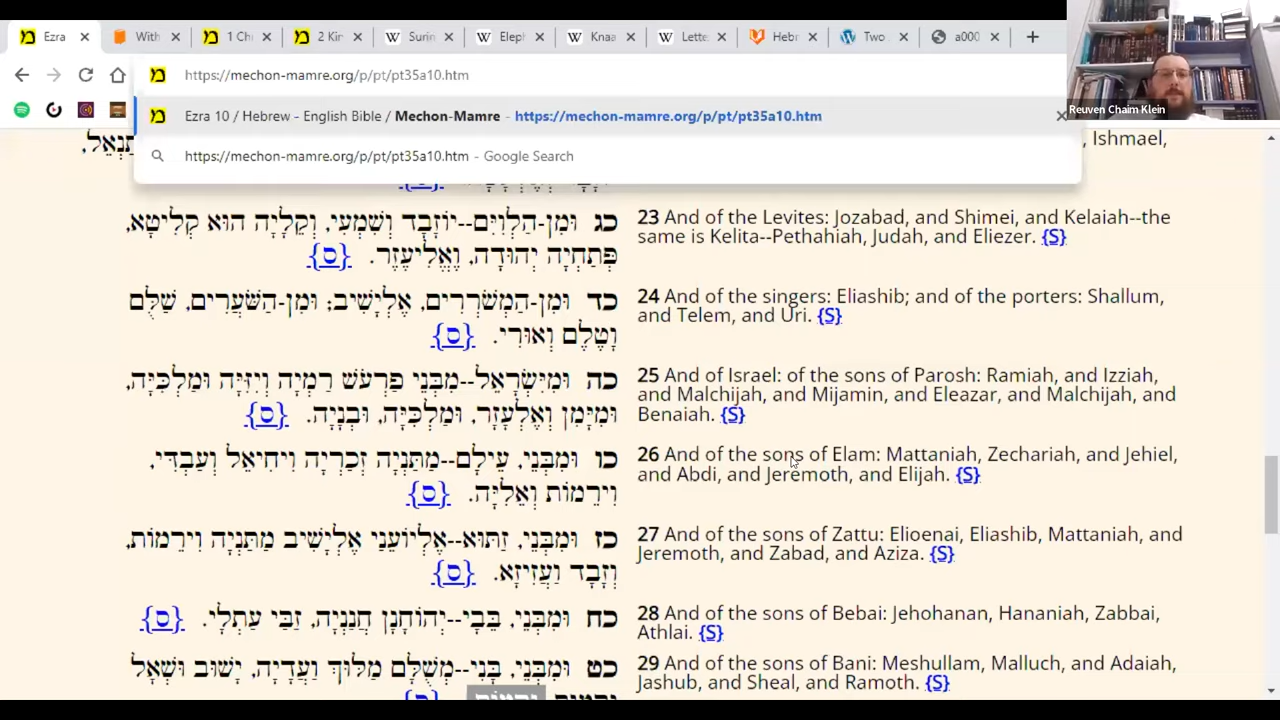 Ezra
With
1 Ch
2 Kin
Surin
Elep
Knaa
Lette
Hebr
Two
a000
https://mechon-mamre.org/p/pt/pt35a10.htm
Ezra 10 / Hebrew - English Bible / Mechon-Mamre - https://mechon-mamre.org/p/pt/pt35a10.htm
https://mechon-mamre.org/p/pt/pt35a10.htm - Google Search
Reuven Chaim Klein
, Ishmael,
כג וּמִן-הַלְוִיִּם--יוֹזָבָד וְשִׁמְעִי, וְקֵלָיָה הוּא קְלִיטָא,
פְּתַחְיָה יְהוּדָה, וֶאֱלִיעֶזֶר. {ס}
23 And of the Levites: Jozabad, and Shimei, and Kelaiah--the
same is Kelita--Pethahiah, Judah, and Eliezer. {S}
כד וּמִן-הַמְשֹׁרְרִים, אֶלְיָשִׁיב; וּמִן-הַשֹּׁעֲרִים, שַׁלֻּם
וָטֶלֶם וְאוּרִי. {ס}
24 And of the singers: Eliashib; and of the porters: Shallum,
and Telem, and Uri. {S}
כה וּמִיִּשְׂרָאֵל--מִבְּנֵי פַרְעֹשׁ רַמְיָה וְיִזִּיָּה וּמַלְכִּיָּה,
וּמִיָּמִן וְאֶלְעָזָר, וּמַלְכִּיָּה, וּבְנָיָה. {ס}
25 And of Israel: of the sons of Parosh: Ramiah, and Izziah,
and Malchijah, and Mijamin, and Eleazar, and Malchijah, and
Benaiah. {S}
כו וּמִבְּנֵי, עֵילָם--מַתַּנְיָה זְכַרְיָה וִיחִיאֵל וְעַבְדִּי,
וִירֵמוֹת וְאֵלִיָּה. {ס}
26 And of the sons of Elam: Mattaniah, Zechariah, and Jehiel,
and Abdi, and Jeremoth, and Elijah. {S}
כז וּמִבְּנֵי, זַתּוּא--אֶלְיוֹעֵנַי אֶלְיָשִׁיב מַתַּנְיָה וִירֵמוֹת,
וְזָבָד וַעֲזִיזָא. {ס}
27 And of the sons of Zattu: Elioenai, Eliashib, Mattaniah, and
Jeremoth, and Zabad, and Aziza. {S}
כח וּמִבְּנֵי, בֵּבָי--יְהוֹחָנָן חֲנַנְיָה, זַבַּי עַתְלָי. {ס}
28 And of the sons of Bebai: Jehohanan, Hananiah, Zabbai,
Athlai. {S}
כט וּמִבְּנֵי, בָּנִי--מְשֻׁלָּם מַלּוּךְ וַעֲדָיָה, יָשׁוּב וּשְׁאָל
29 And of the sons of Bani: Meshullam, Malluch, and Adaiah,
Jashub, and Sheal, and Ramoth. {S}